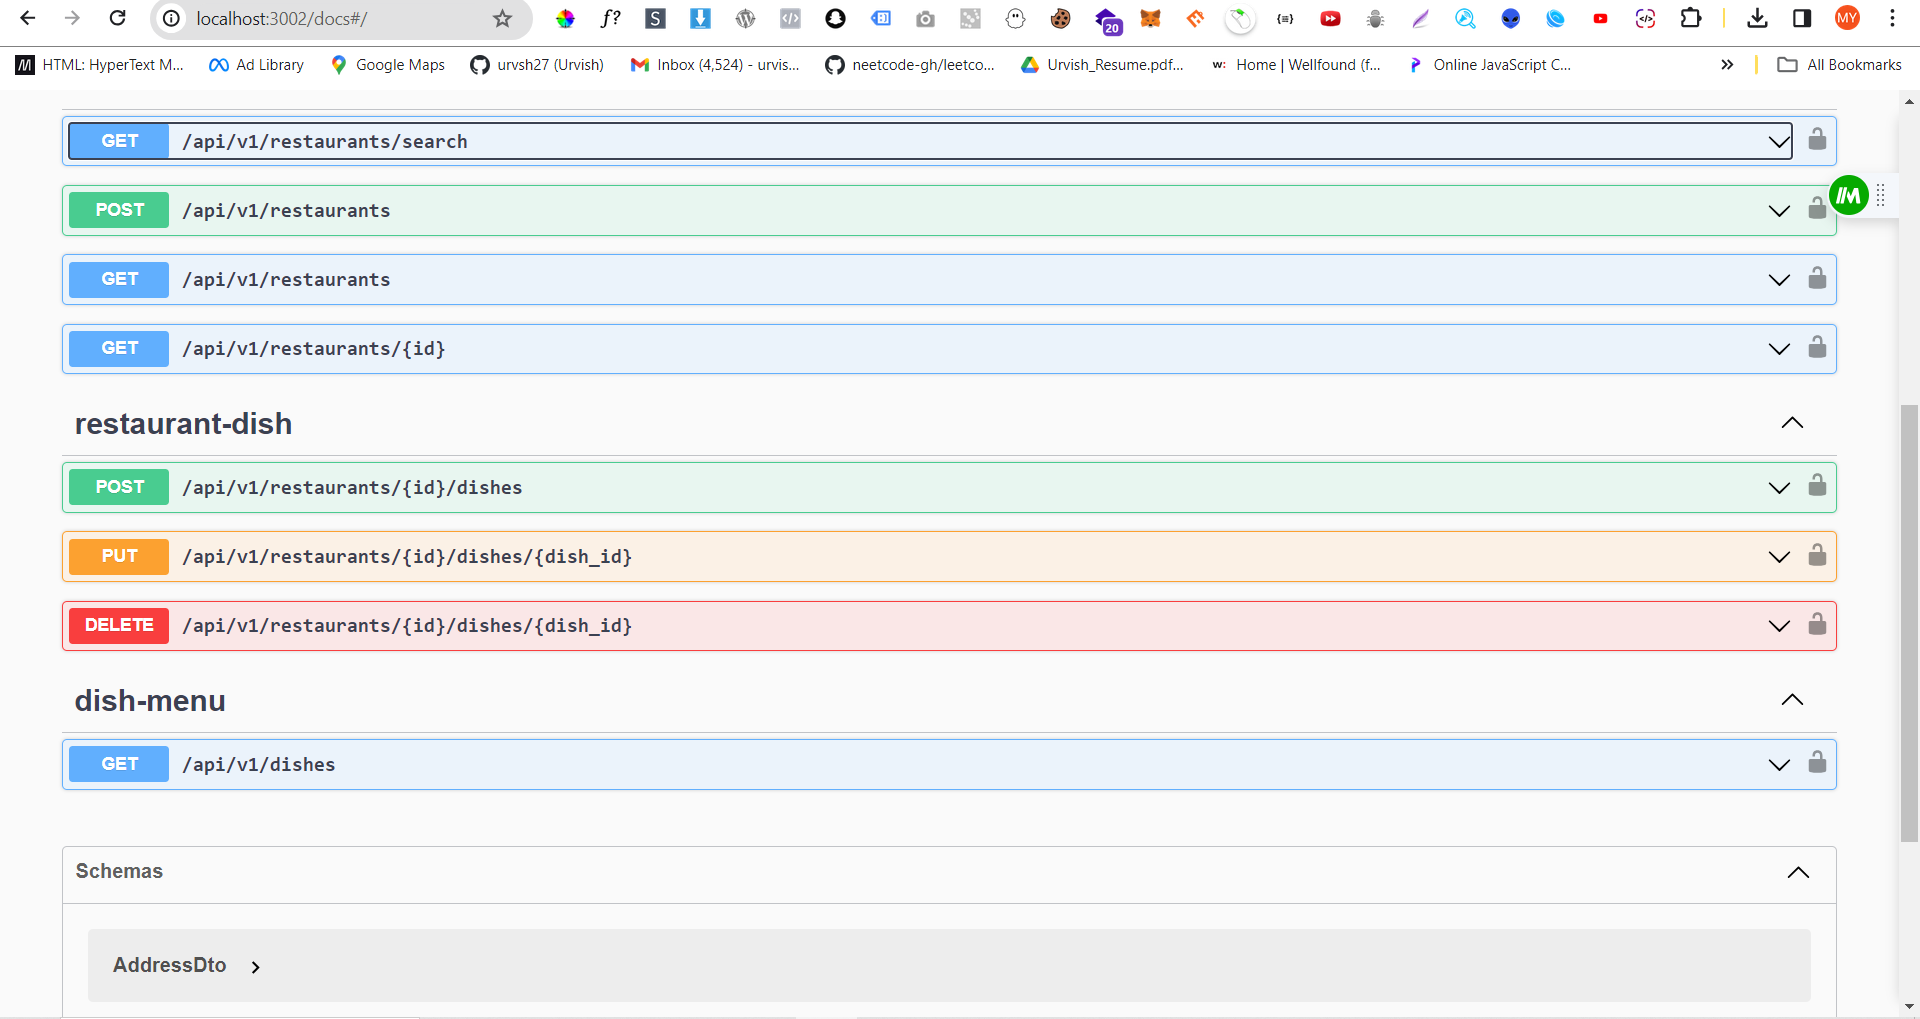 localhost:3002/docs#/
f?
S
20
MY
HTML: HyperText M...
Ad Library
Google Maps
urvsh27 (Urvish)
Inbox (4,524) - urvis...
neetcode-gh/leetco...
Urvish_Resume.pdf...
w: Home | Wellfound (f...
Online JavaScript C...
All Bookmarks
GET /api/v1/restaurants/search
POST /api/v1/restaurants
GET /api/v1/restaurants
GET /api/v1/restaurants/{id}
restaurant-dish
POST /api/v1/restaurants/{id}/dishes
PUT /api/v1/restaurants/{id}/dishes/{dish_id}
DELETE /api/v1/restaurants/{id}/dishes/{dish_id}
dish-menu
GET /api/v1/dishes
Schemas
AddressDto